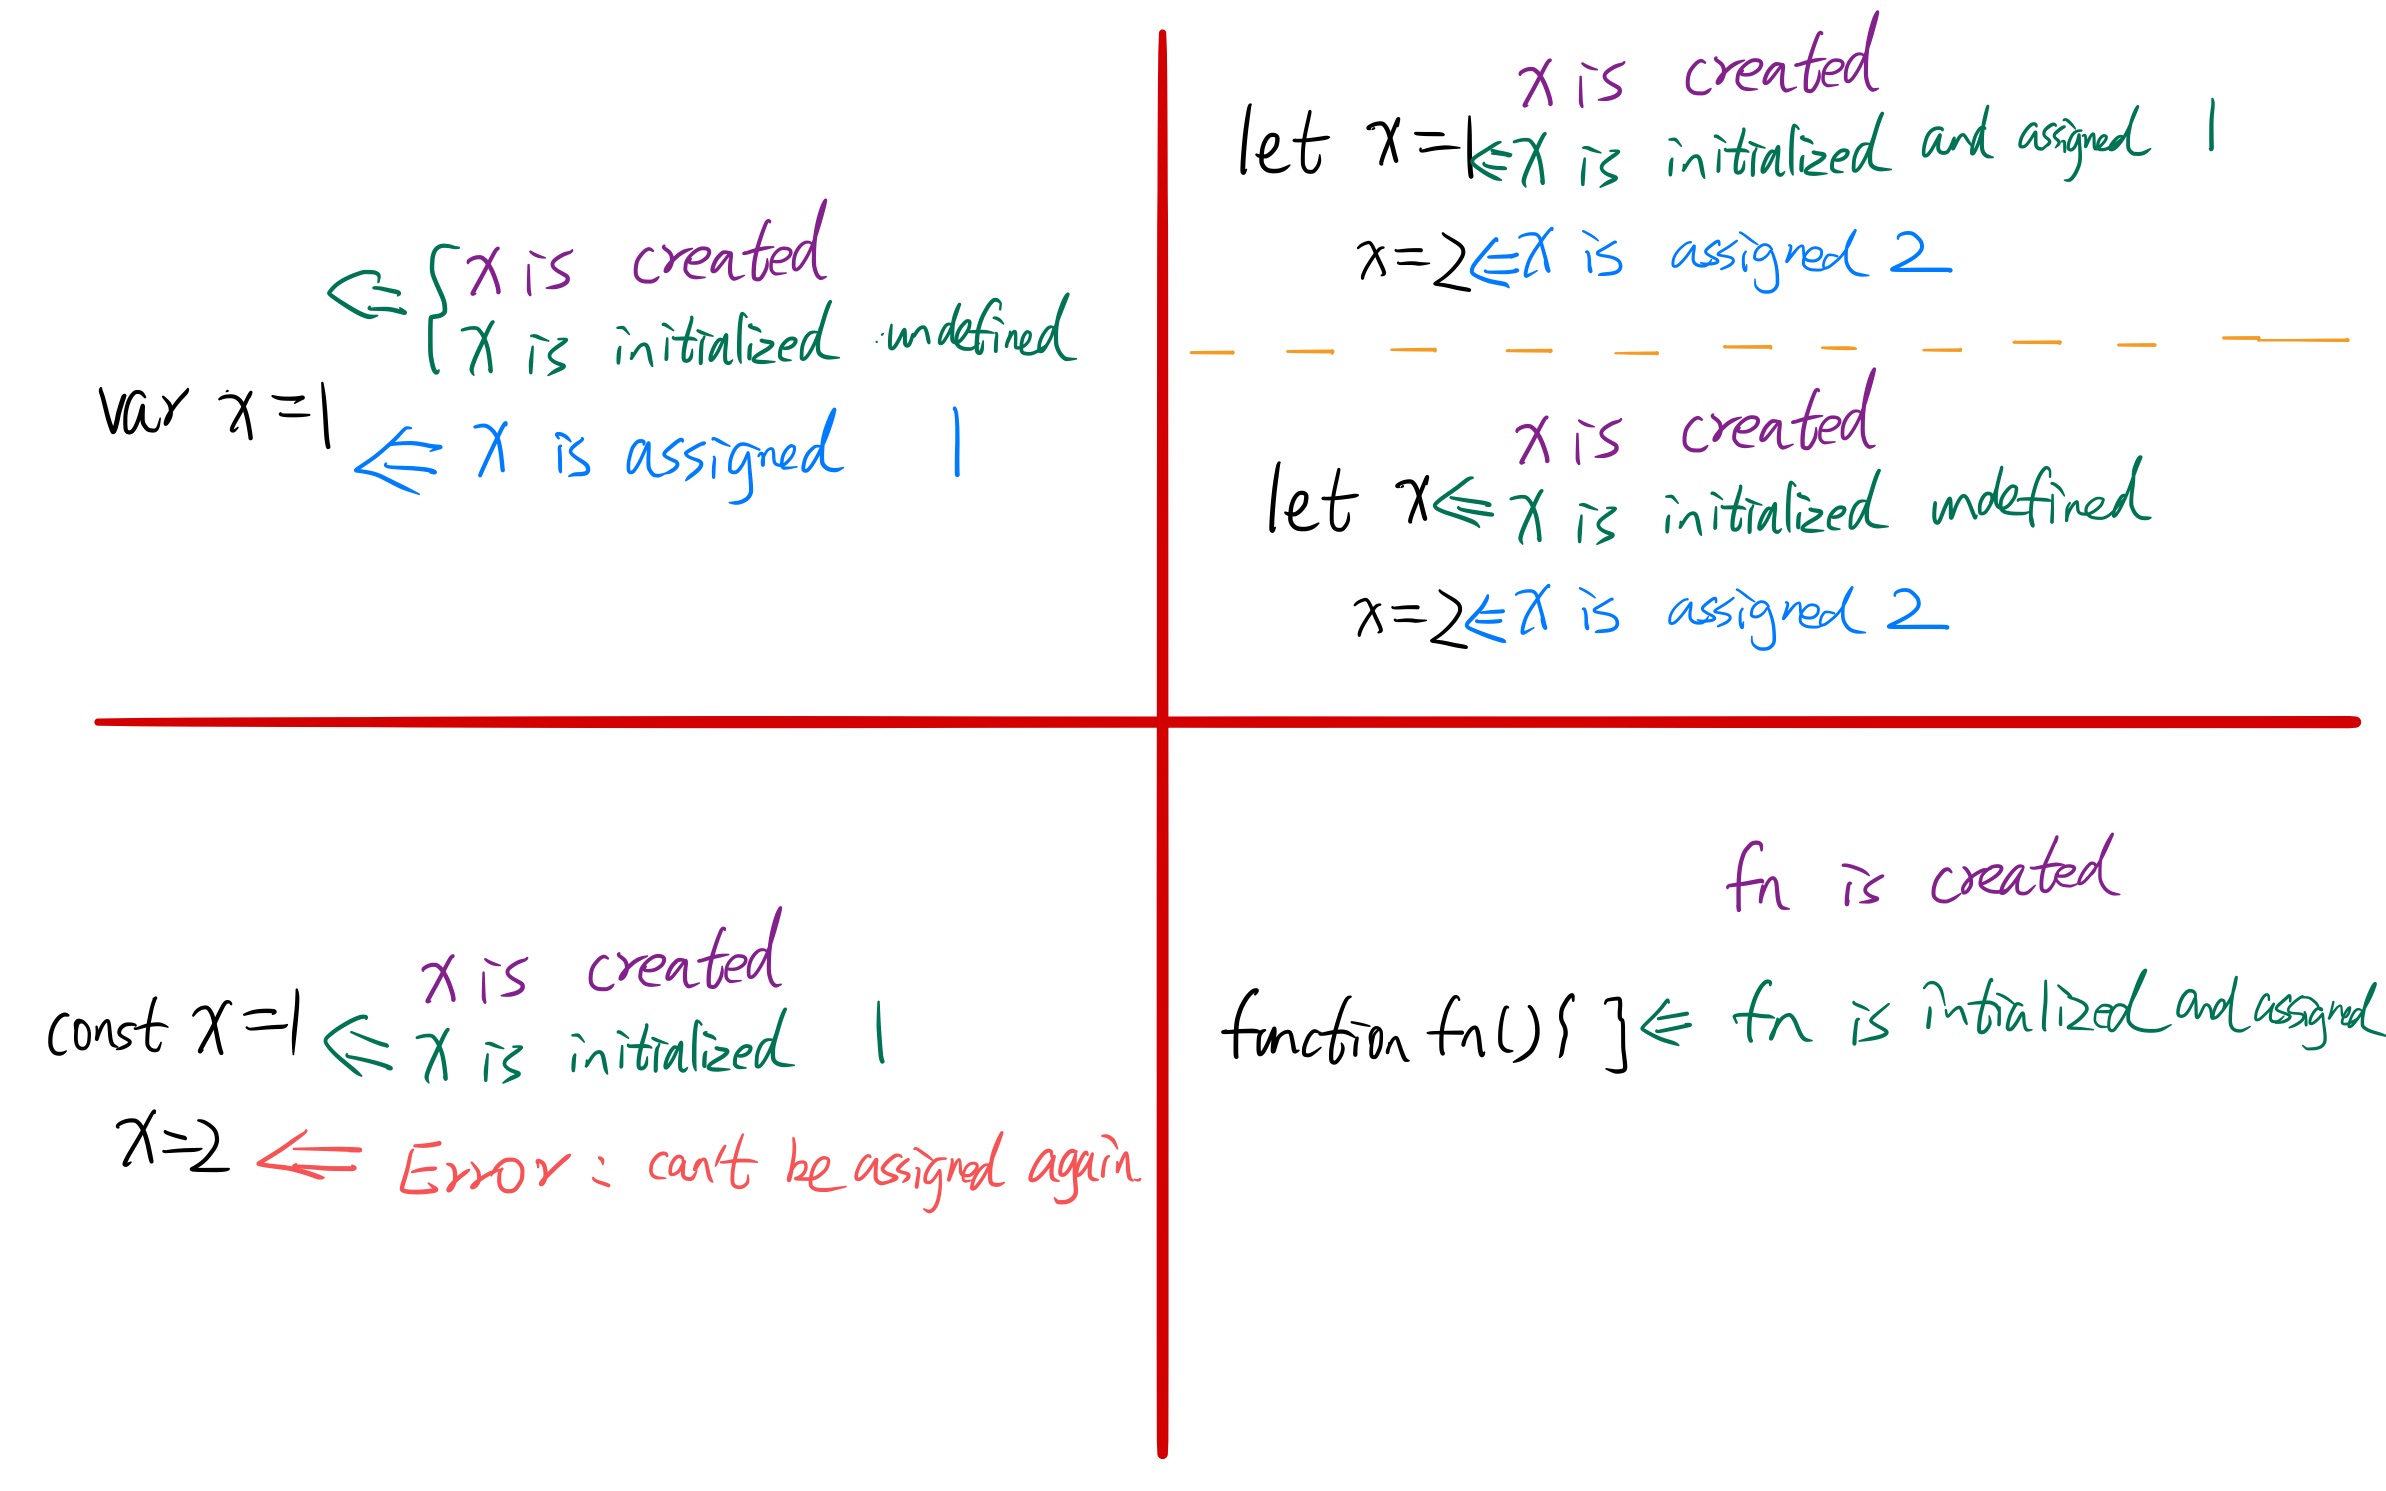 x is created
x is initialized undefined
var x=1
x is assigned 1
x is created
let x=1 x is initialized and assigned 1
x=2 x is assigned 2
x is created
let x x is initialized undefined
x=2 x is assigned 2
x is created
const x=1 x is initialized 1
x=2 Error: can't be assigned again
fn is created
function fn(){ } fn is initialized and assigned